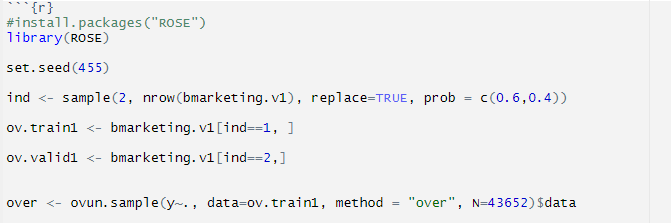 ```{r}
#install.packages("ROSE")
library(ROSE)
set.seed(455)
ind <- sample(2, nrow(bmarketing.v1), replace=TRUE, prob = c(0.6,0.4))
ov.train1 <- bmarketing.v1[ind==1, ]
ov.valid1 <- bmarketing.v1[ind==2,]
over <- ovun.sample(y~., data=ov.train1, method = "over", N=43652)$data